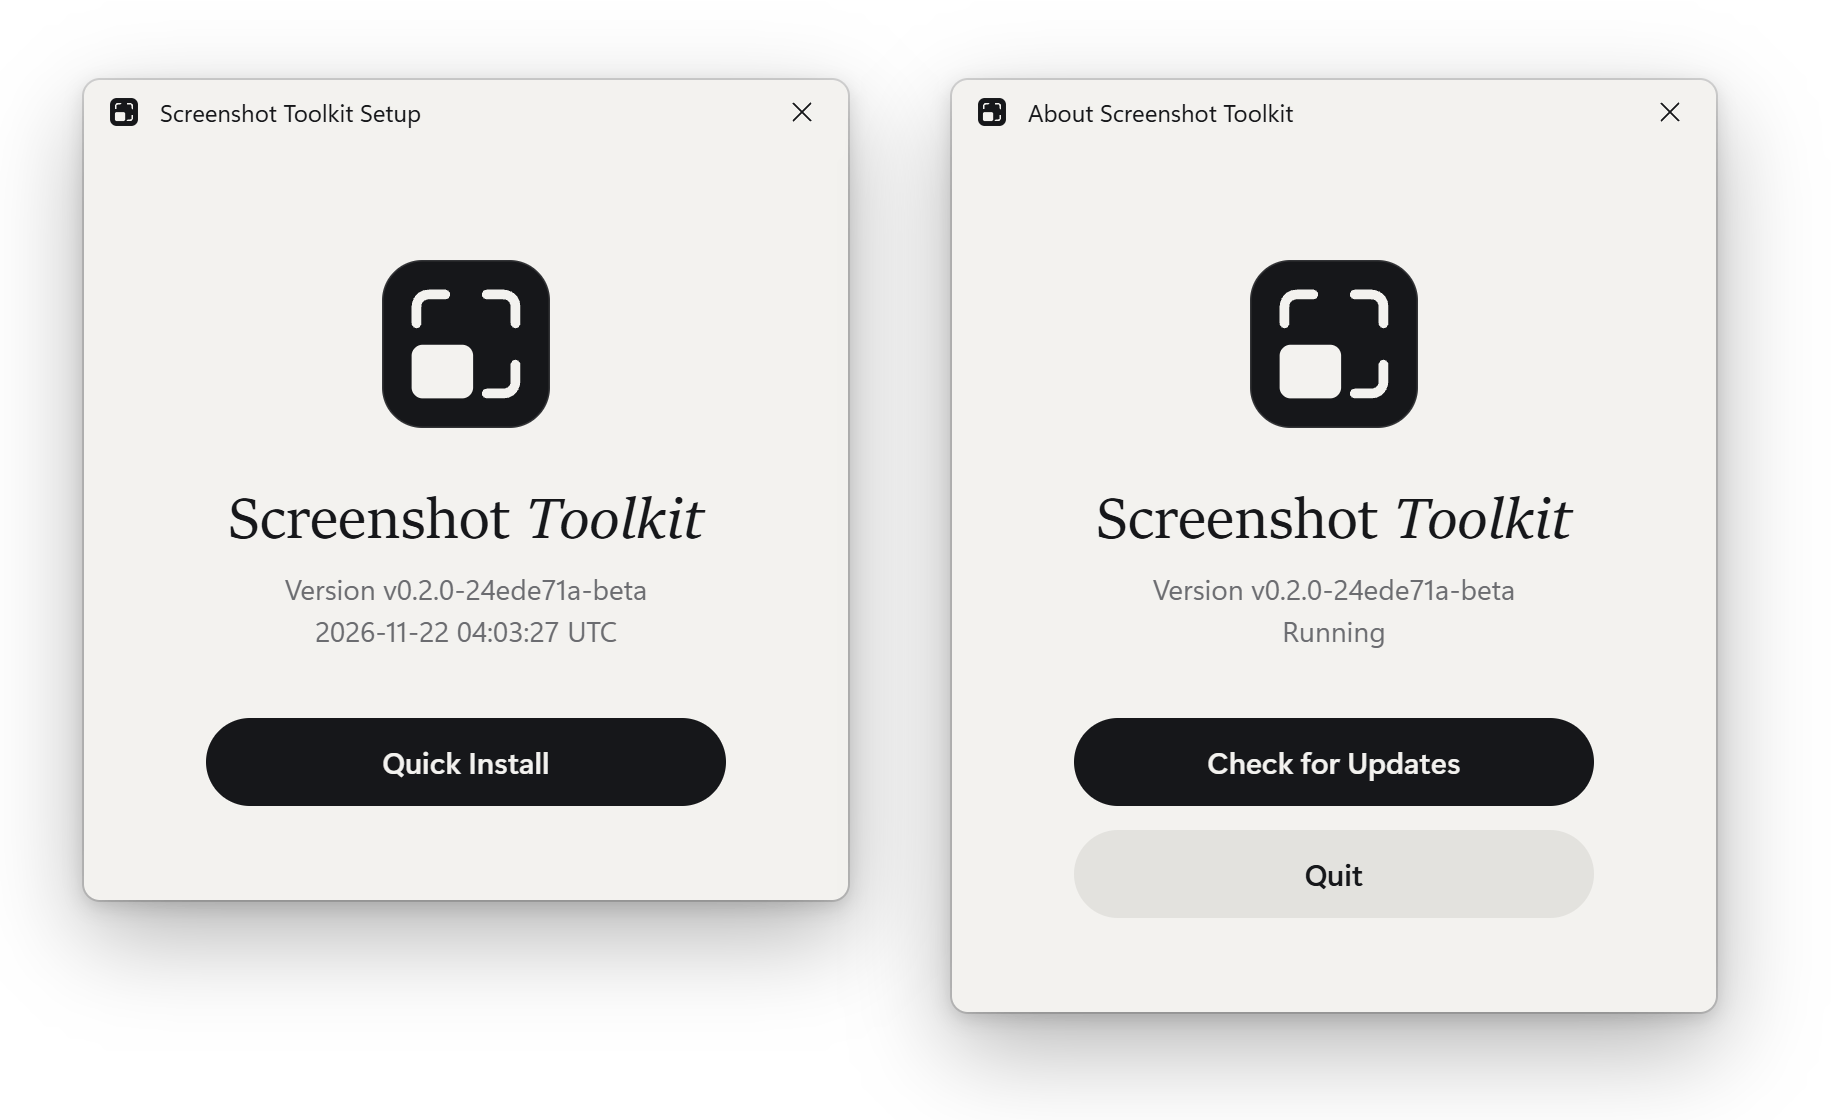 Screenshot Toolkit Setup
Screenshot Toolkit
Version v0.2.0-24ede71a-beta
2026-11-22 04:03:27 UTC
Quick Install
About Screenshot Toolkit
Screenshot Toolkit
Version v0.2.0-24ede71a-beta
Running
Check for Updates
Quit